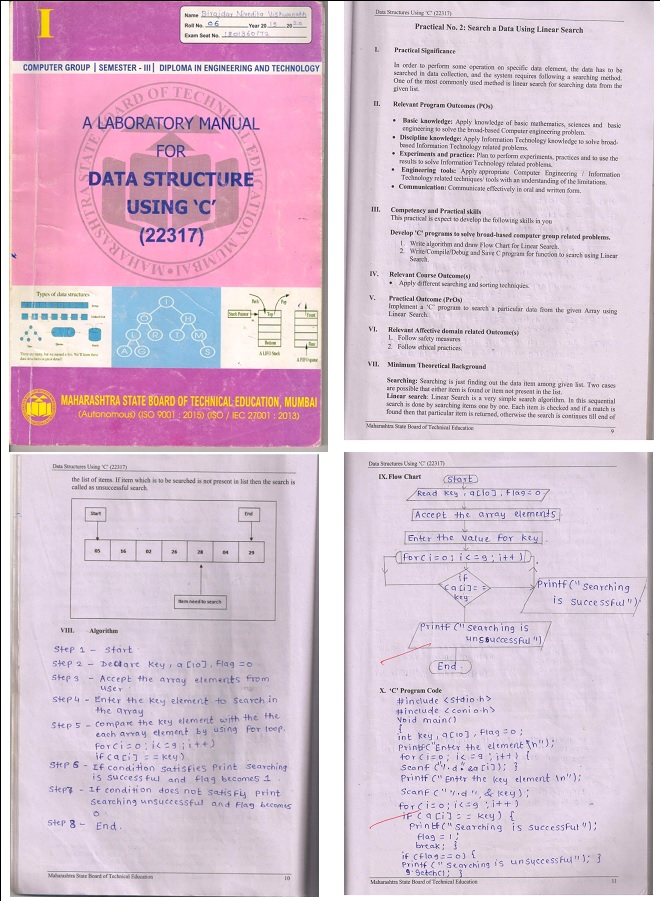 I
Name Birajdar Nivedita Vishwanath
Roll No. 06 Year 2019 2020
Exam Seat No.
COMPUTER GROUP | SEMESTER - III | DIPLOMA IN ENGINEERING AND TECHNOLOGY
A LABORATORY MANUAL
FOR
DATA STRUCTURE
USING 'C'
(22317)
Types of data structures
Stack Pointer
Push
Pop
Top
Bottom
A LIFO Stack
MAHARASHTRA STATE BOARD OF TECHNICAL EDUCATION, MUMBAI
(Autonomous) (ISO 9001 : 2015) (ISO / IEC 27001 : 2013)
Data Structures Using 'C' (22317)
Practical No. 2: Search a Data Using Linear Search
I. Practical Significance
In order to perform some operation on specific data element, the data has to be
searched in data collection, and the system requires following a searching method.
One of the most commonly used method is linear search for searching data from the
given list.
II. Relevant Program Outcomes (POs)
• Basic knowledge: Apply knowledge of basic mathematics, sciences and basic
engineering to solve the broad-based Computer engineering problem.
• Discipline knowledge: Apply Information Technology knowledge to solve broad-
based Information Technology related problems.
• Experiments and practice: Plan to perform experiments, practices and to use the
results to solve Information Technology related problems.
• Engineering tools: Apply appropriate Computer Engineering / Information
Technology related techniques/ tools with an understanding of the limitations.
• Communication: Communicate effectively in oral and written form.
III. Competency and Practical skills
This practical is expect to develop the following skills in you
Develop 'C' programs to solve broad-based computer group related problems.
1. Write algorithm and draw Flow Chart for Linear Search.
2. Write/Compile/Debug and Save C program for function to search using Linear
Search.
IV. Relevant Course Outcome(s)
• Apply different searching and sorting techniques.
V. Practical Outcome (PrOs)
Implement a 'C' program to search a particular data from the given Array using
Linear Search.
VI. Relevant Affective domain related Outcome(s)
1. Follow safety measures
2. Follow ethical practices.
VII. Minimum Theoretical Background
Searching: Searching is just finding out the data item among given list. Two cases
are possible that either item is found or item not present in the list.
Linear search: Linear Search is a very simple search algorithm. In this sequential
search is done by searching items one by one. Each item is checked and if a match is
found then that particular item is returned, otherwise the search is continues till end of
Maharashtra State Board of Technical Education 9
Data Structures Using 'C' (22317)
the list of items. If item which is to be searched is not present in list then the search is
called as unsuccessful search.
Start End
05 16 02 26 28 04 29
Item need to search
VIII. Algorithm
Step 1 - Start
Step 2 - Declare key, a[10], flag = 0
Step 3 - Accept the array elements from
user.
Step 4 - Enter the key element to search in
the array
Step 5 - Compare the key element with the the
each array element by using for loop.
for(i=0; i<=9; i++)
if(a[i] == key)
Step 6 - If condition satisfies print searching
is successful and flag becomes 1
Step 7 - If condition does not satisfy print
searching unsuccessful and flag becomes
0.
Step 8 - End.
Maharashtra State Board of Technical Education 10
Data Structures Using 'C' (22317)
IX. Flow Chart
Start
Read key, a[10], flag=0
Accept the array elements
Enter the value for key
for(i=0; i<=9; i++)
if
(a[i]==
key
Printf("Searching
is successful")
Printf("Searching is
unsuccessful")
End
X. 'C' Program Code
#include <stdio.h>
#include <conio.h>
Void main()
{
int key, a[10], flag=0;
Printf("Enter the element \n");
for(i=0; i<=9; i++) {
Scanf("%d", &a[i]); }
Printf("Enter the key element \n");
Scanf("%d", & key);
for(i=0; i<=9; i++)
if (a[i] == key) {
Printf("Searching is successful");
flag = 1;
break; }
if (flag==0) {
Printf("Searching is unsuccessful"); }
getch(); }
Maharashtra State Board of Technical Education 11